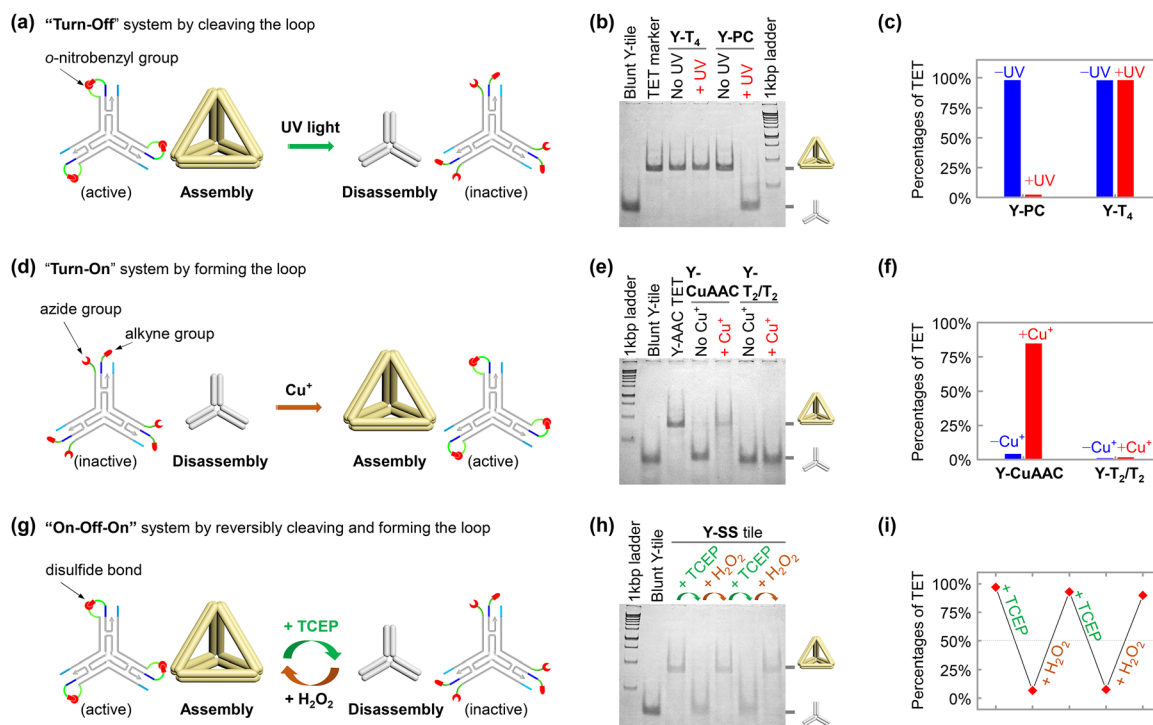 (a) “Turn-Off” system by cleaving the loop
o-nitrobenzyl group
UV light
(active)
Assembly
Disassembly
(inactive)
(b)
Blunt Y-tile
TET marker
Y-T4
No UV
+ UV
Y-PC
No UV
+ UV
1kbp ladder
(c)
Percentages of TET
100%
75%
50%
25%
0%
−UV
+UV
−UV
+UV
Y-PC
Y-T4
(d) “Turn-On” system by forming the loop
azide group
alkyne group
Cu+
(inactive)
Disassembly
Assembly
(active)
(e)
1kbp ladder
Blunt Y-tile
Y-AAC TET
Y-
CuAAC
No Cu+
+ Cu+
Y-
T2/T2
No Cu+
+ Cu+
(f)
Percentages of TET
100%
75%
50%
25%
0%
−Cu+
+Cu+
−Cu+
+Cu+
Y-CuAAC
Y-T2/T2
(g) “On-Off-On” system by reversibly cleaving and forming the loop
disulfide bond
+ TCEP
+ H2O2
(active)
Assembly
Disassembly
(inactive)
(h)
1kbp ladder
Blunt Y-tile
Y-SS tile
+ TCEP
+ H2O2
+ TCEP
+ H2O2
(i)
Percentages of TET
100%
75%
50%
25%
0%
+ TCEP
+ H2O2
+ TCEP
+ H2O2